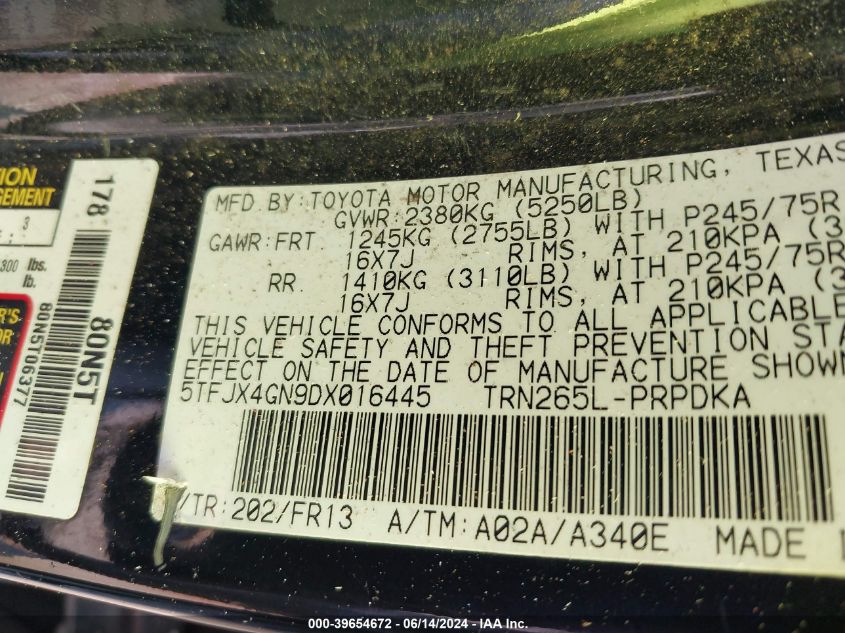 TION
GEMENT
: 3
300 lbs.
lb.
R'S
OR
178
80N5T
80N5T06377
MFD BY:TOYOTA MOTOR MANUFACTURING, TEXAS
GVWR:2380KG (5250LB)
GAWR:FRT. 1245KG (2755LB) WITH P245/75R
16X7J RIMS, AT 210KPA (3
RR. 1410KG (3110LB) WITH P245/75R
16X7J RIMS, AT 210KPA (3
THIS VEHICLE CONFORMS TO ALL APPLICABLE
VEHICLE SAFETY AND THEFT PREVENTION STA
EFFECT ON THE DATE OF MANUFACTURE SHOWN
5TFJX4GN9DX016445 TRN265L-PRPDKA
/TR:202/FR13 A/TM:A02A/A340E MADE
000-39654672 - 06/14/2024 - IAA Inc.